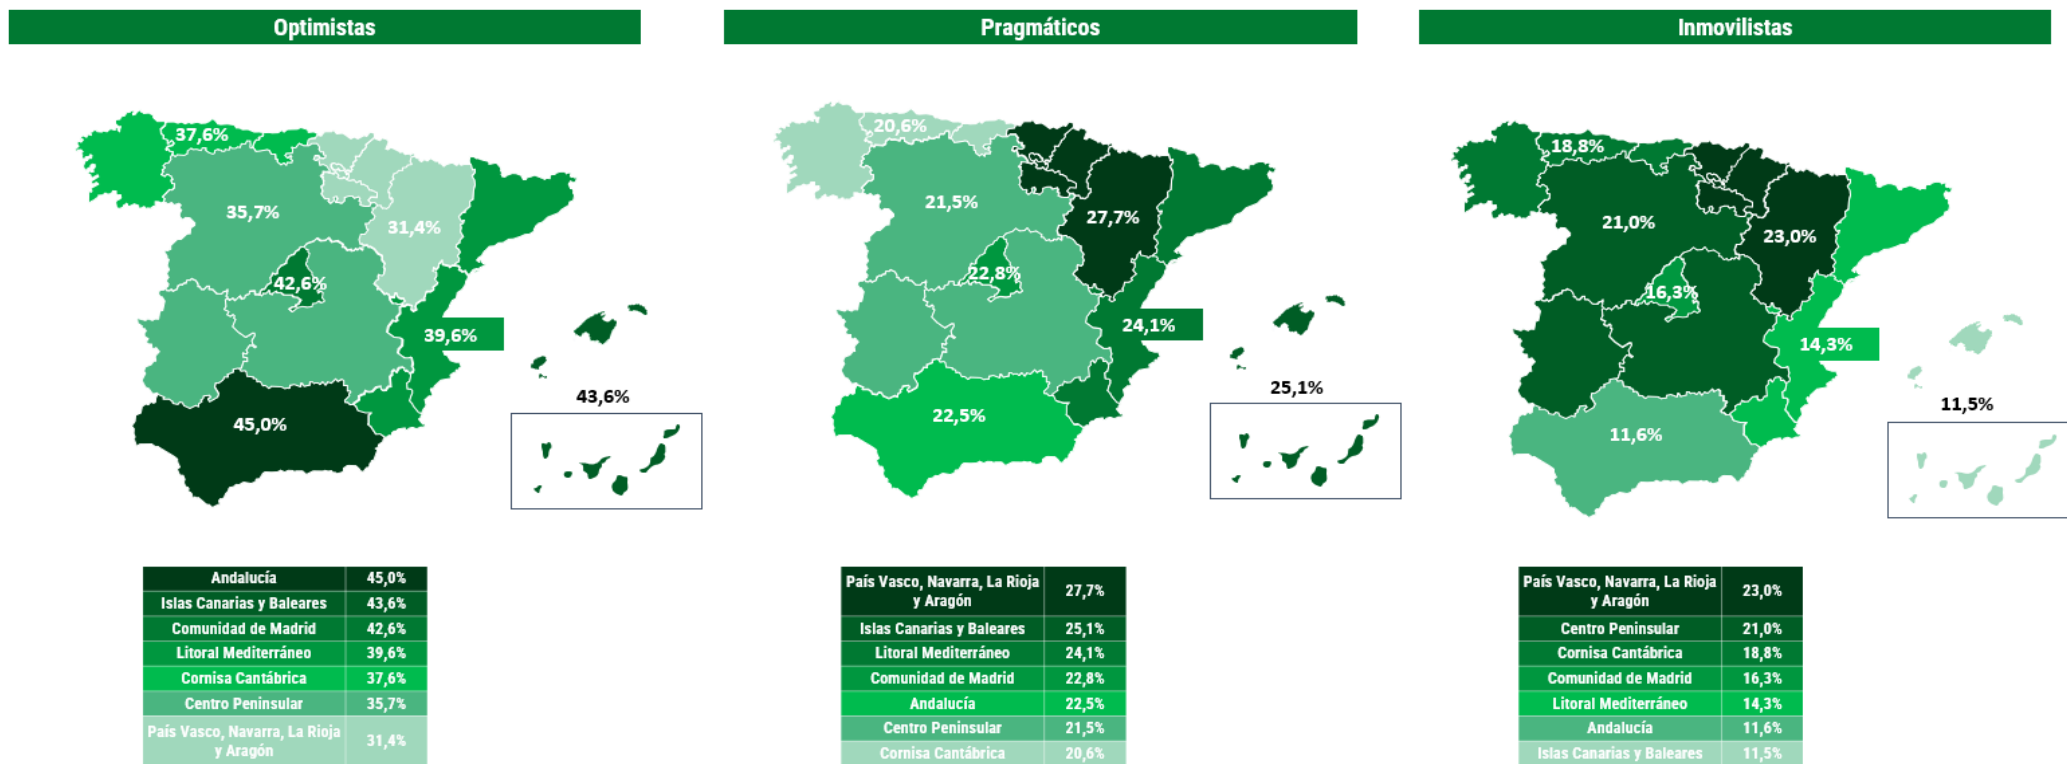 Optimistas
37,6%
35,7%
31,4%
42,6%
39,6%
43,6%
45,0%
Andalucía 45,0%
Islas Canarias y Baleares 43,6%
Comunidad de Madrid 42,6%
Litoral Mediterráneo 39,6%
Cornisa Cantábrica 37,6%
Centro Peninsular 35,7%
País Vasco, Navarra, La Rioja
y Aragón 31,4%
Pragmáticos
20,6%
21,5%
27,7%
22,8%
24,1%
25,1%
22,5%
País Vasco, Navarra, La Rioja
y Aragón 27,7%
Islas Canarias y Baleares 25,1%
Litoral Mediterráneo 24,1%
Comunidad de Madrid 22,8%
Andalucía 22,5%
Centro Peninsular 21,5%
Cornisa Cantábrica 20,6%
Inmovilistas
18,8%
21,0%
23,0%
16,3%
14,3%
11,5%
11,6%
País Vasco, Navarra, La Rioja
y Aragón 23,0%
Centro Peninsular 21,0%
Cornisa Cantábrica 18,8%
Comunidad de Madrid 16,3%
Litoral Mediterráneo 14,3%
Andalucía 11,6%
Islas Canarias y Baleares 11,5%